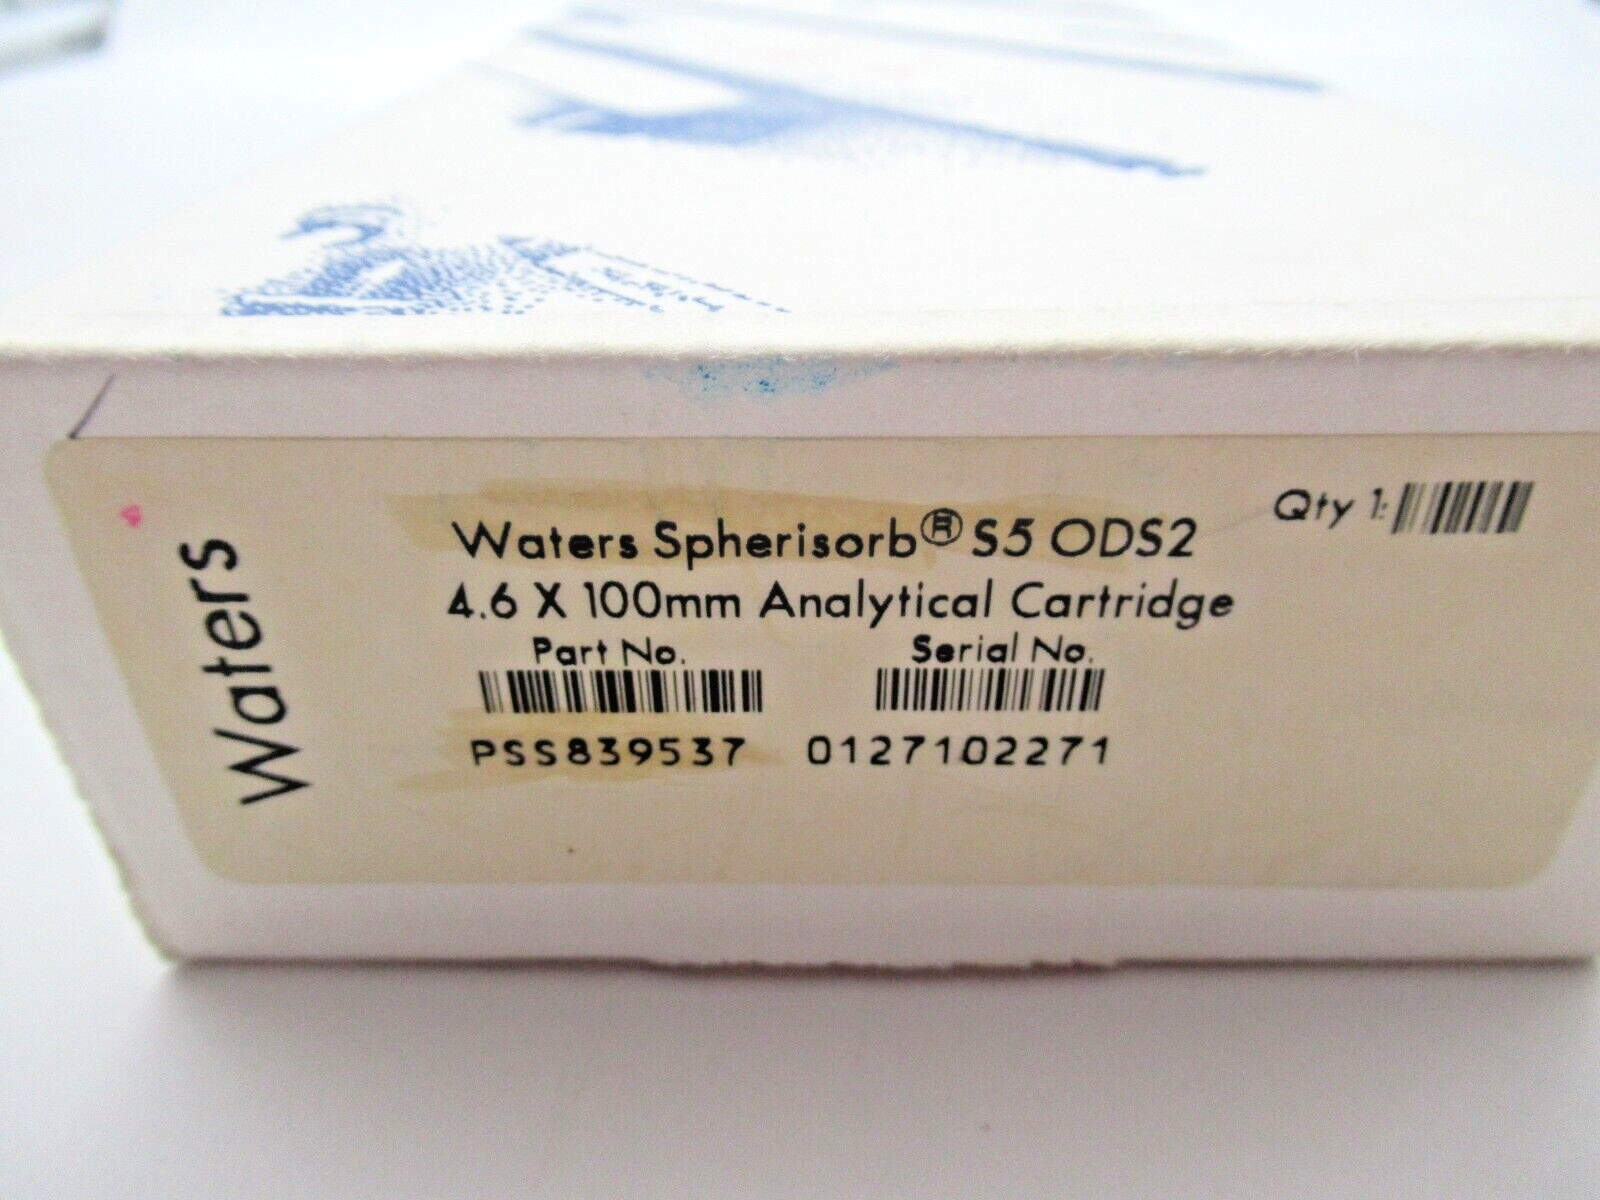 Waters
Waters Spherisorb® S5 ODS2
Qty 1:
4.6 X 100mm Analytical Cartridge
Part No.
Serial No.
PSS839537
0127102271